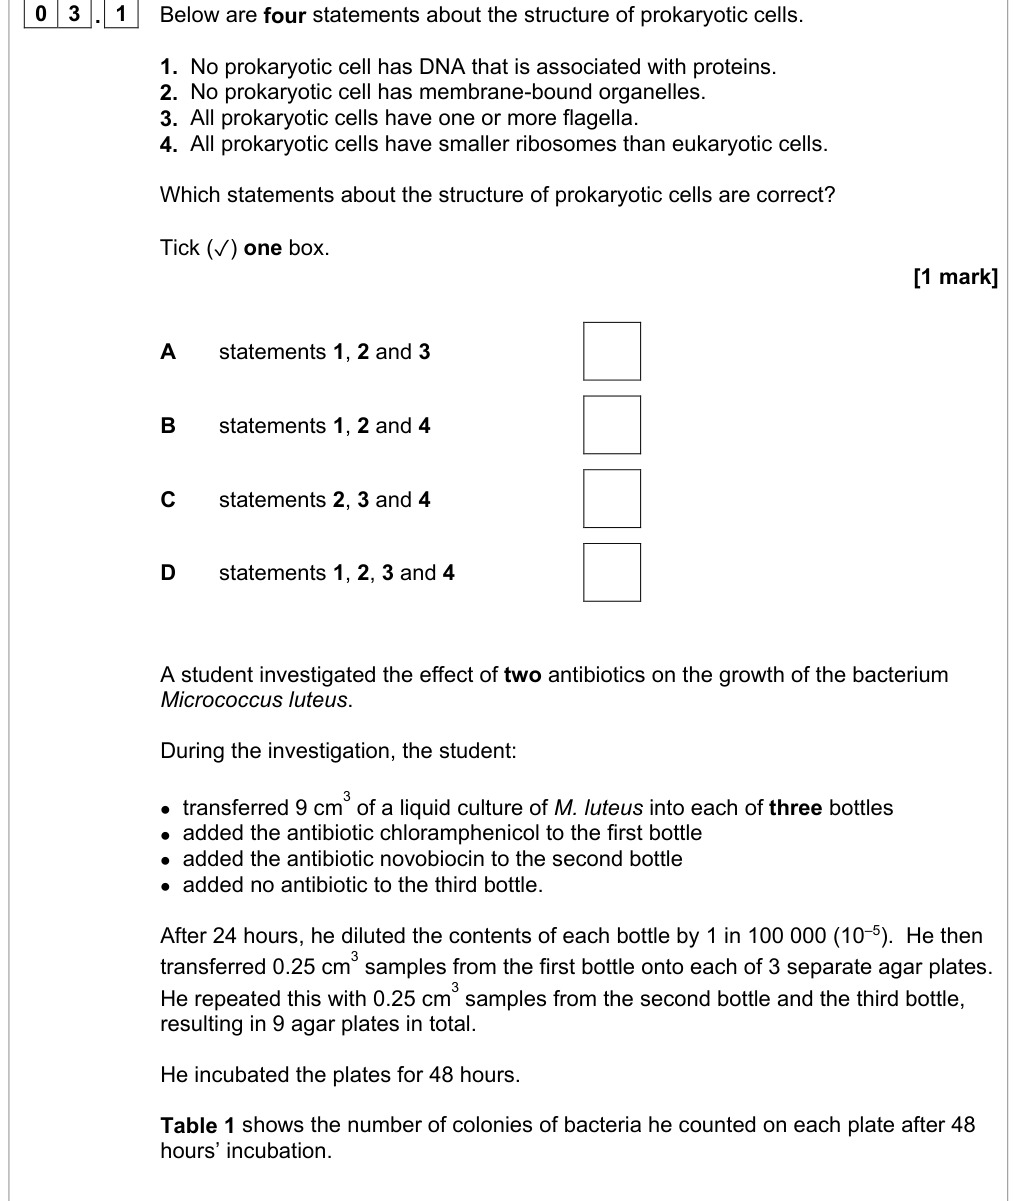 0 3 . 1 Below are four statements about the structure of prokaryotic cells.
1. No prokaryotic cell has DNA that is associated with proteins.
2. No prokaryotic cell has membrane-bound organelles.
3. All prokaryotic cells have one or more flagella.
4. All prokaryotic cells have smaller ribosomes than eukaryotic cells.
Which statements about the structure of prokaryotic cells are correct?
Tick (✓) one box.
[1 mark]
A statements 1, 2 and 3
B statements 1, 2 and 4
C statements 2, 3 and 4
D statements 1, 2, 3 and 4
A student investigated the effect of two antibiotics on the growth of the bacterium
Micrococcus luteus.
During the investigation, the student:
• transferred 9 cm³ of a liquid culture of M. luteus into each of three bottles
• added the antibiotic chloramphenicol to the first bottle
• added the antibiotic novobiocin to the second bottle
• added no antibiotic to the third bottle.
After 24 hours, he diluted the contents of each bottle by 1 in 100 000 (10⁻⁵). He then
transferred 0.25 cm³ samples from the first bottle onto each of 3 separate agar plates.
He repeated this with 0.25 cm³ samples from the second bottle and the third bottle,
resulting in 9 agar plates in total.
He incubated the plates for 48 hours.
Table 1 shows the number of colonies of bacteria he counted on each plate after 48
hours’ incubation.